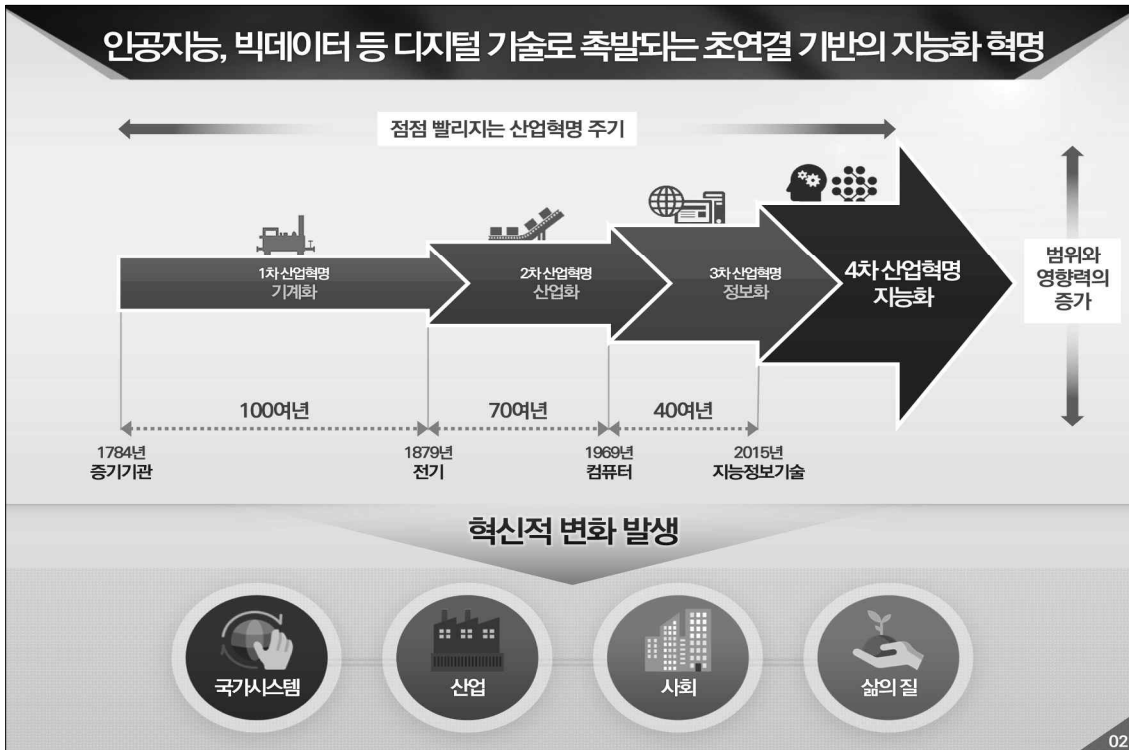 인공지능, 빅데이터 등 디지털 기술로 촉발되는 초연결 기반의 지능화 혁명
점점 빨리지는 산업혁명 주기
1차 산업혁명
기계화
2차 산업혁명
산업화
3차 산업혁명
정보화
4차 산업혁명
지능화
범위와
영향력의
증가
100여년
70여년
40여년
1784년
증기기관
1879년
전기
1969년
컴퓨터
2015년
지능정보기술
혁신적 변화 발생
국가시스템
산업
사회
삶의 질
02